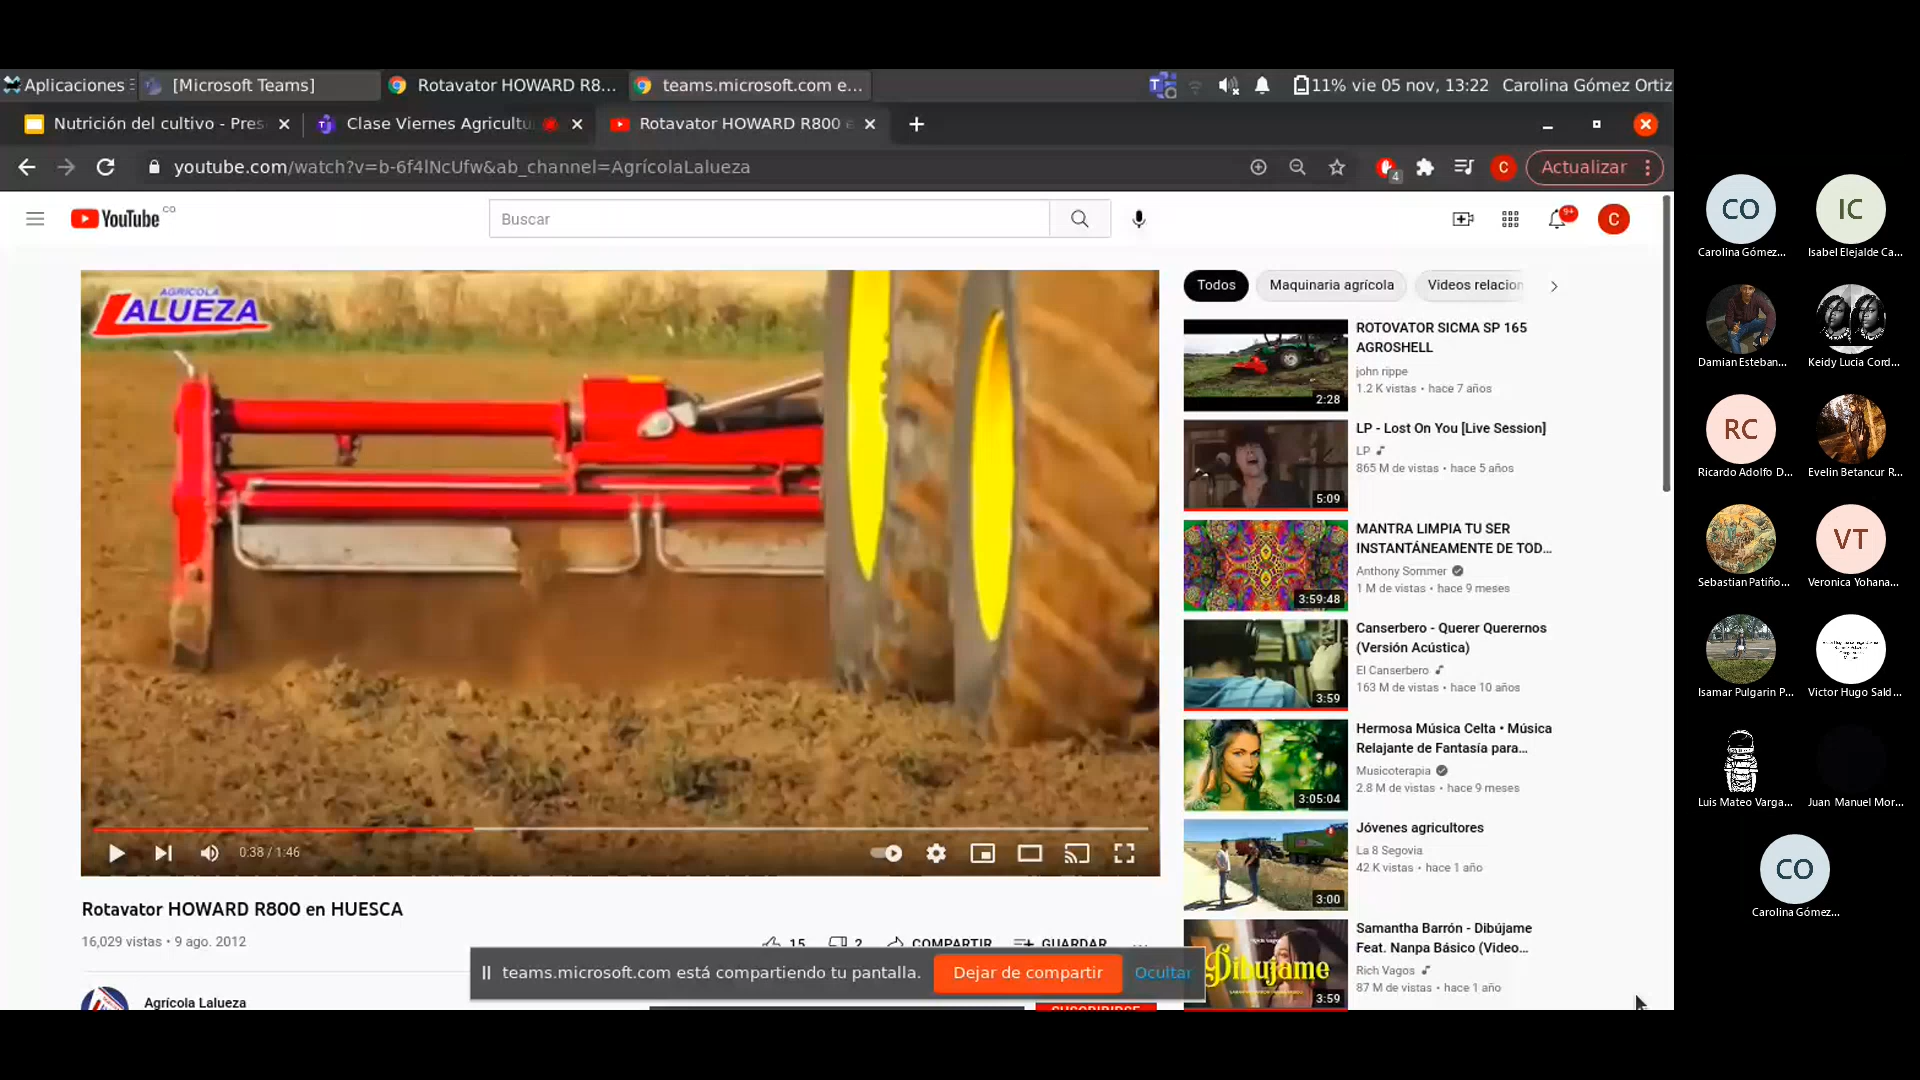 Aplicaciones
[Microsoft Teams]
Rotavator HOWARD R8...
teams.microsoft.com e...
11% vie 05 nov, 13:22 Carolina Gómez Ortiz
Nutrición del cultivo - Pres
Clase Viernes Agricultu
Rotavator HOWARD R800 e
youtube.com/watch?v=b-6f4lNcUfw&ab_channel=AgrícolaLalueza
4
C
Actualizar
YouTube CO
Buscar
9+
C
AGRICOLA
LALUEZA
0:38 / 1:46
Rotavator HOWARD R800 en HUESCA
16,029 vistas • 9 ago. 2012
15
2
COMPARTIR
GUARDAR
teams.microsoft.com está compartiendo tu pantalla.
Dejar de compartir
Ocultar
Agrícola Lalueza
SUSCRIBIRSE
Todos
Maquinaria agrícola
Videos relacion
ROTOVATOR SICMA SP 165
AGROSHELL
john rippe
1.2 K vistas • hace 7 años
2:28
LP - Lost On You [Live Session]
LP
865 M de vistas • hace 5 años
5:09
MANTRA LIMPIA TU SER
INSTANTÁNEAMENTE DE TOD...
Anthony Sommer
1 M de vistas • hace 9 meses
3:59:48
Canserbero - Querer Querernos
(Versión Acústica)
El Canserbero
163 M de vistas • hace 10 años
3:59
Hermosa Música Celta • Música
Relajante de Fantasía para...
Musicoterapia
2.8 M de vistas • hace 9 meses
3:05:04
Jóvenes agricultores
La 8 Segovia
42 K vistas • hace 1 año
3:00
Samantha Barrón - Dibújame
Feat. Nanpa Básico (Video...
Rich Vagos
87 M de vistas • hace 1 año
Dibujame
3:59
CO
Carolina Gómez...
IC
Isabel Elejalde Ca...
Damian Esteban...
Keidy Lucia Cord...
RC
Ricardo Adolfo D...
Evelin Betancur R...
Sebastian Patiño...
VT
Veronica Yohana...
Isamar Pulgarin P...
Victor Hugo Sald...
Luis Mateo Varga...
Juan Manuel Mor...
CO
Carolina Gómez...